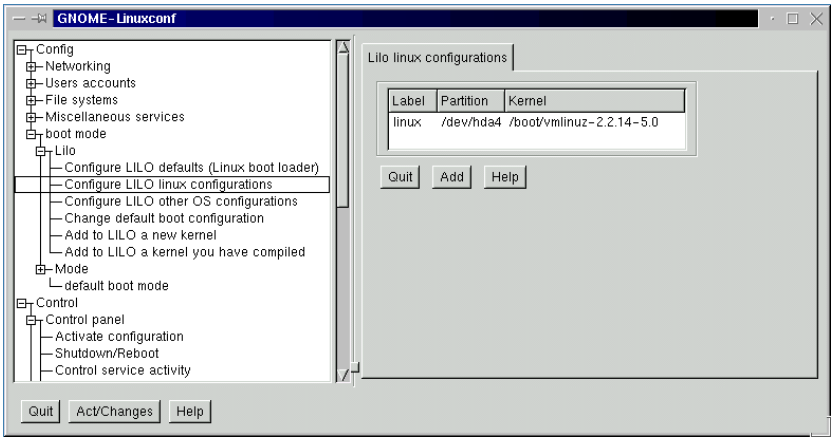 GNOME-Linuxconf
Config
Networking
Users accounts
File systems
Miscellaneous services
boot mode
Lilo
Configure LILO defaults (Linux boot loader)
Configure LILO linux configurations
Configure LILO other OS configurations
Change default boot configuration
Add to LILO a new kernel
Add to LILO a kernel you have compiled
Mode
default boot mode
Control
Control panel
Activate configuration
Shutdown/Reboot
Control service activity
Lilo linux configurations
Label Partition Kernel
linux /dev/hda4 /boot/vmlinuz-2.2.14-5.0
Quit Add Help
Quit Act/Changes Help